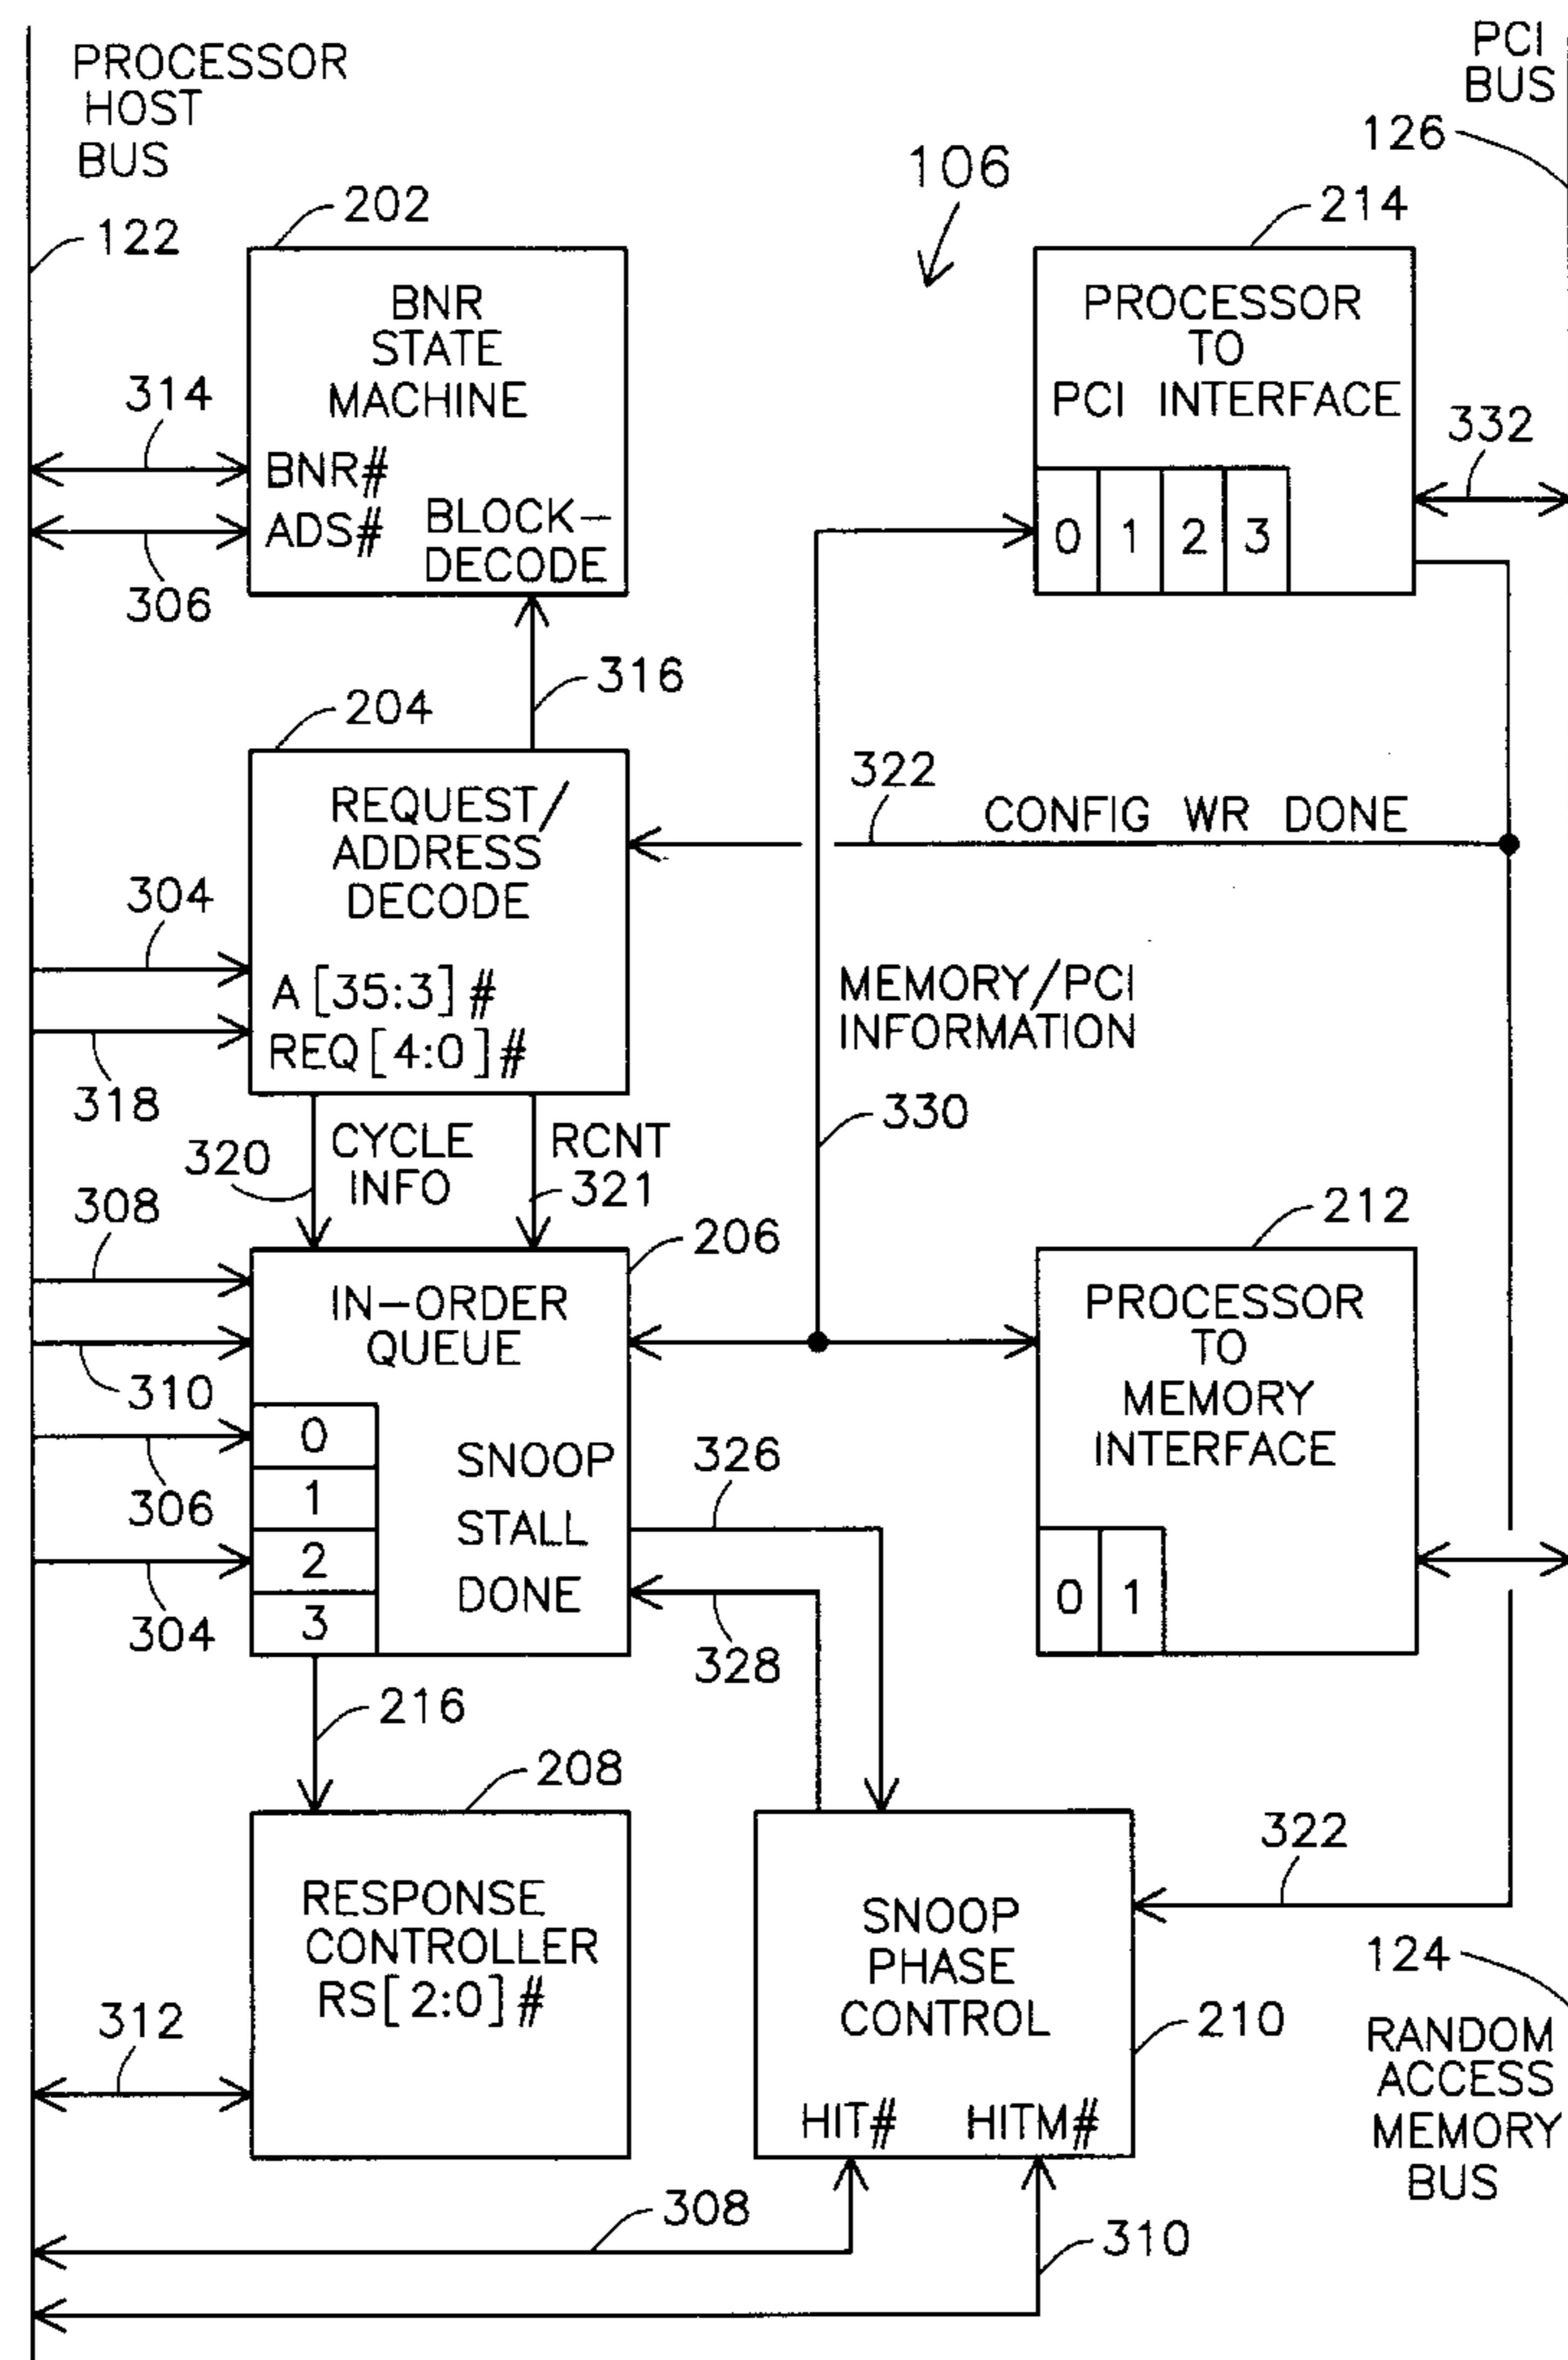 PROCESSOR
HOST
BUS
122
PCI
BUS
126
106
202
BNR
STATE
MACHINE
BNR#
ADS#
BLOCK-
DECODE
314
306
214
PROCESSOR
TO
PCI INTERFACE
0 1 2 3
332
316
204
REQUEST/
ADDRESS
DECODE
A[35:3]#
REQ[4:0]#
304
318
322
CONFIG WR DONE
MEMORY/PCI
INFORMATION
330
320
CYCLE
INFO
RCNT
321
308
310
306
304
206
IN-ORDER
QUEUE
0
1
2
3
SNOOP
STALL
DONE
326
328
212
PROCESSOR
TO
MEMORY
INTERFACE
0 1
216
208
RESPONSE
CONTROLLER
RS[2:0]#
312
SNOOP
PHASE
CONTROL
HIT# HITM#
210
322
124
RANDOM
ACCESS
MEMORY
BUS
308
310